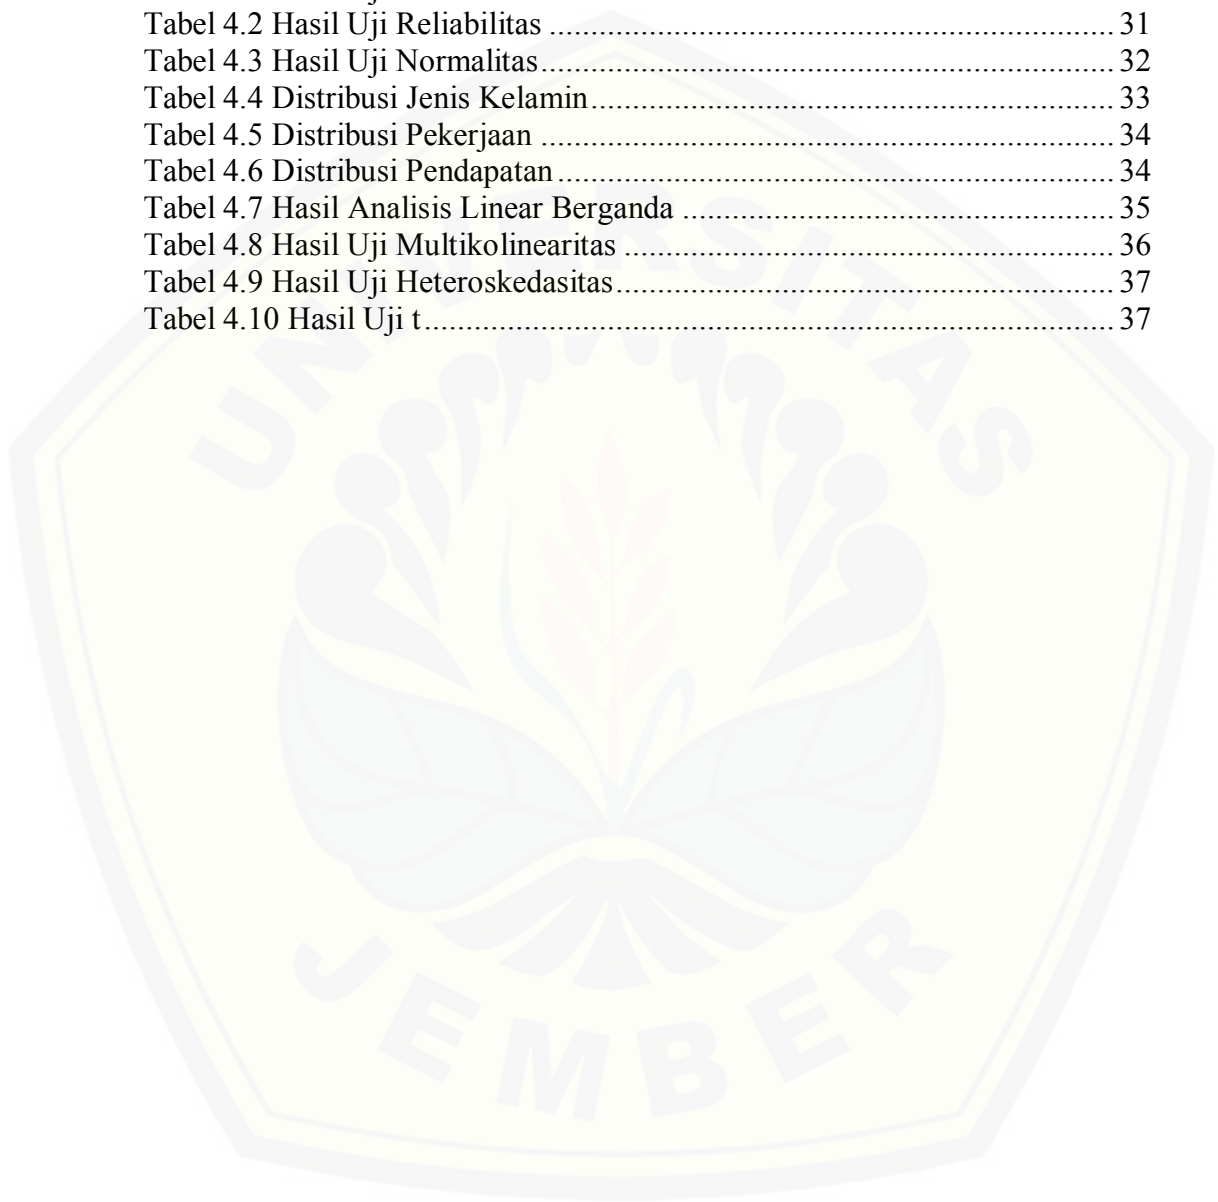 Tabel 4.2 Hasil Uji Reliabilitas ........................................................................ 31
Tabel 4.3 Hasil Uji Normalitas......................................................................... 32
Tabel 4.4 Distribusi Jenis Kelamin................................................................... 33
Tabel 4.5 Distribusi Pekerjaan ......................................................................... 34
Tabel 4.6 Distribusi Pendapatan....................................................................... 34
Tabel 4.7 Hasil Analisis Linear Berganda ....................................................... 35
Tabel 4.8 Hasil Uji Multikolinearitas ............................................................... 36
Tabel 4.9 Hasil Uji Heteroskedasitas................................................................ 37
Tabel 4.10 Hasil Uji t........................................................................................ 37
UNIVERSITAS
JEMBER